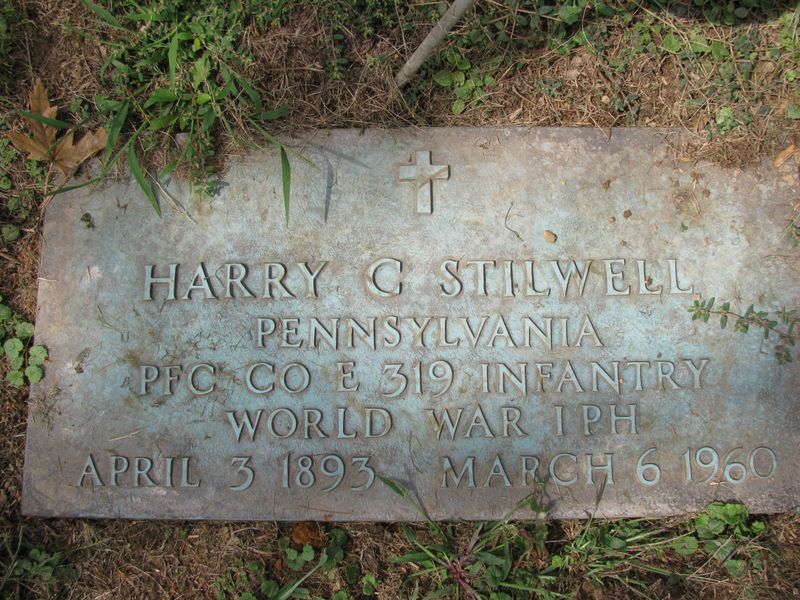 HARRY C STILWELL
PENNSYLVANIA
PFC CO E 319 INFANTRY
WORLD WAR I PH
APRIL 3 1893 MARCH 6 1960